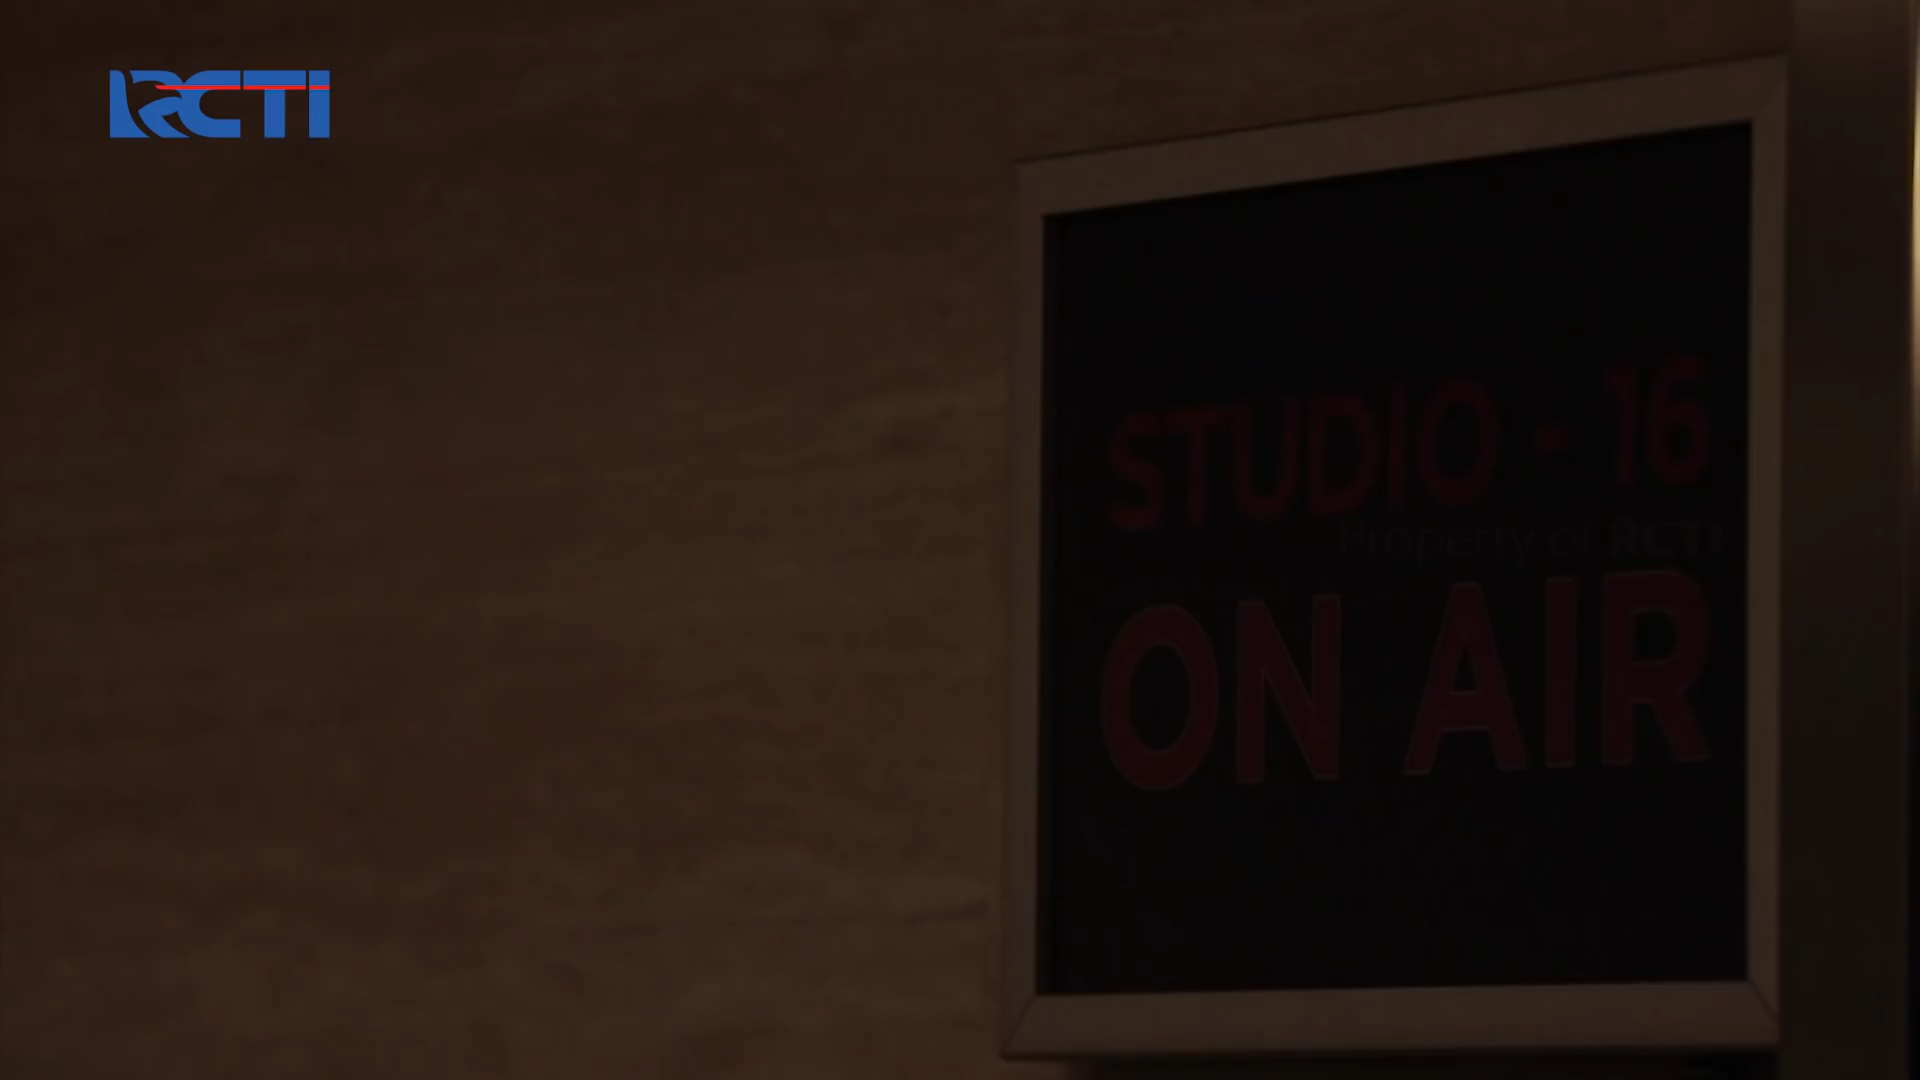 RCTI
STUDIO - 16
Property of RCTI
ON AIR